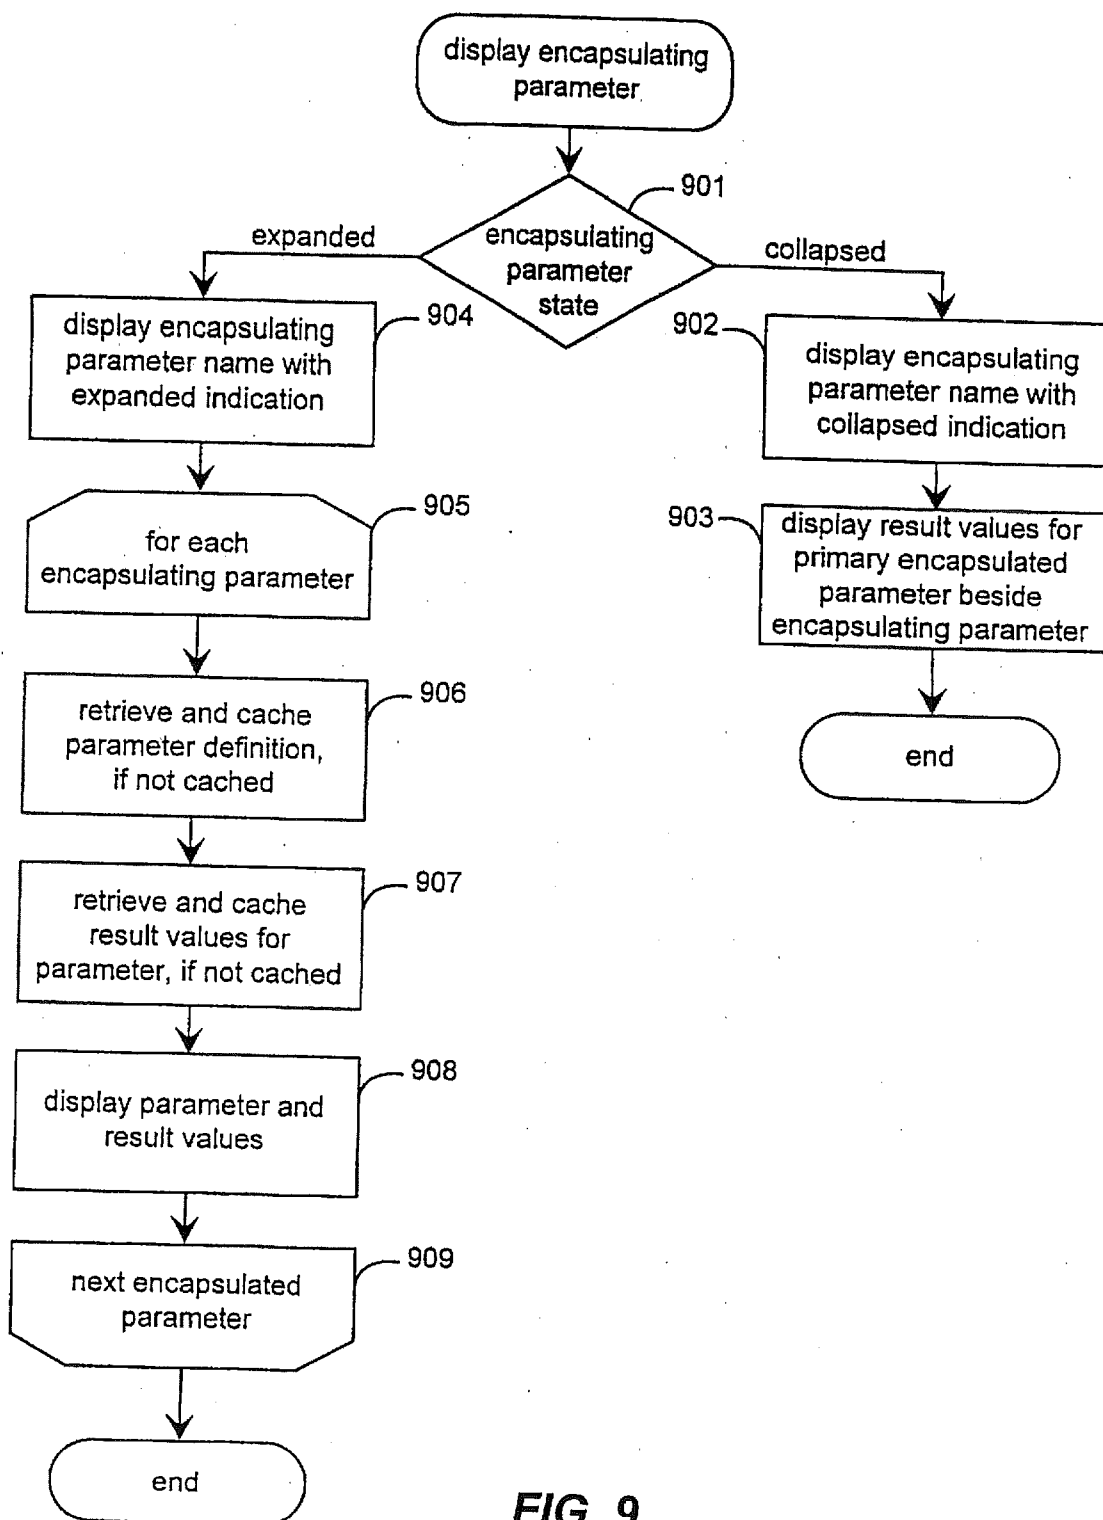 display encapsulating
parameter
901
encapsulating
parameter
state
expanded
collapsed
904
display encapsulating
parameter name with
expanded indication
902
display encapsulating
parameter name with
collapsed indication
905
for each
encapsulating parameter
903
display result values for
primary encapsulated
parameter beside
encapsulating parameter
906
retrieve and cache
parameter definition,
if not cached
end
907
retrieve and cache
result values for
parameter, if not cached
908
display parameter and
result values
909
next encapsulated
parameter
end
FIG. 9